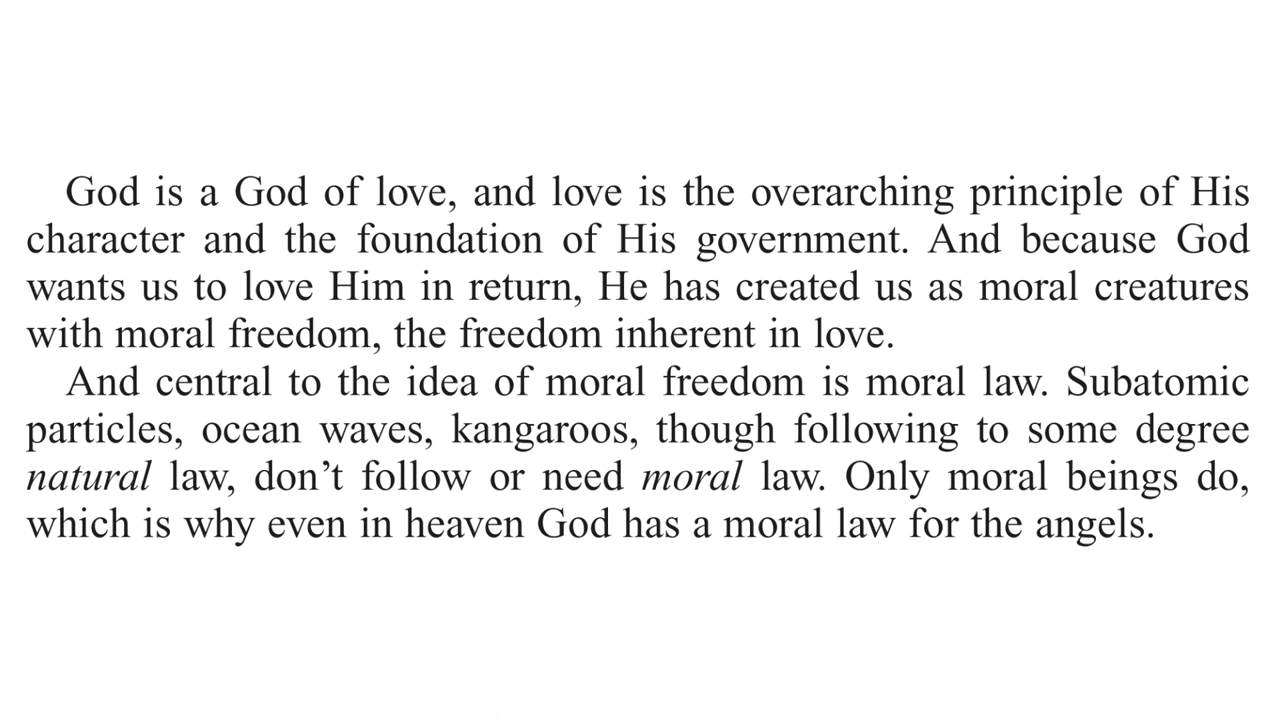 God is a God of love, and love is the overarching principle of His
character and the foundation of His government. And because God
wants us to love Him in return, He has created us as moral creatures
with moral freedom, the freedom inherent in love.
And central to the idea of moral freedom is moral law. Subatomic
particles, ocean waves, kangaroos, though following to some degree
natural law, don’t follow or need moral law. Only moral beings do,
which is why even in heaven God has a moral law for the angels.